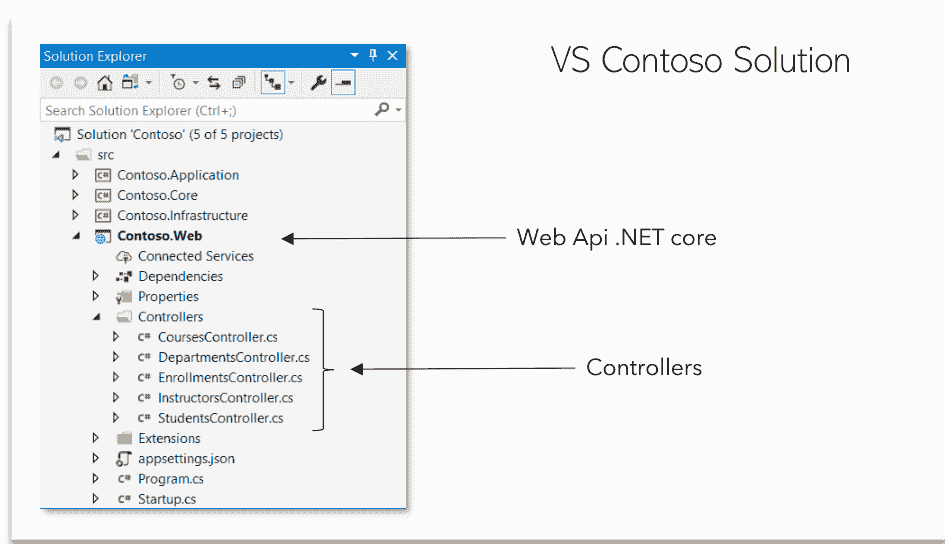 VS Contoso Solution
Solution Explorer
Search Solution Explorer (Ctrl+;)
Solution 'Contoso' (5 of 5 projects)
src
C# Contoso.Application
C# Contoso.Core
C# Contoso.Infrastructure
Contoso.Web
Web Api .NET core
Connected Services
Dependencies
Properties
Controllers
C# CoursesController.cs
C# DepartmentsController.cs
Controllers
C# EnrollmentsController.cs
C# InstructorsController.cs
C# StudentsController.cs
Extensions
appsettings.json
C# Program.cs
C# Startup.cs